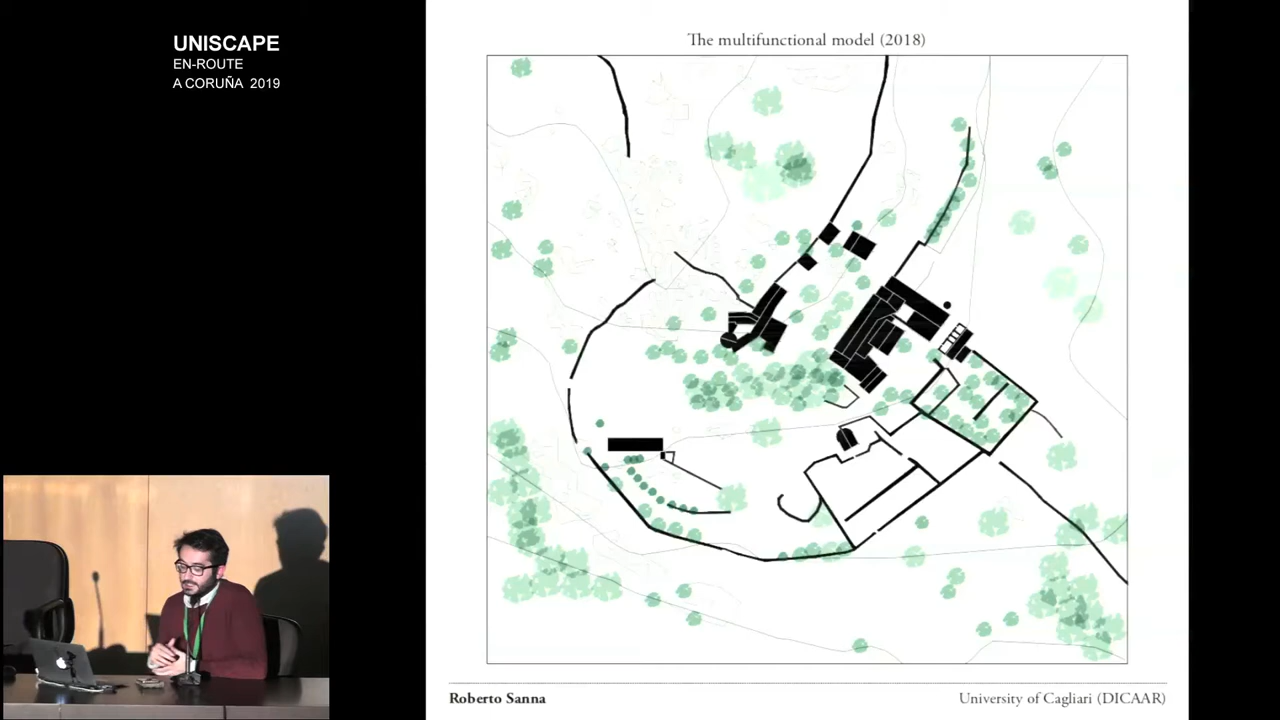 UNISCAPE
EN-ROUTE
A CORUÑA 2019
The multifunctional model (2018)
Roberto Sanna
University of Cagliari (DICAAR)